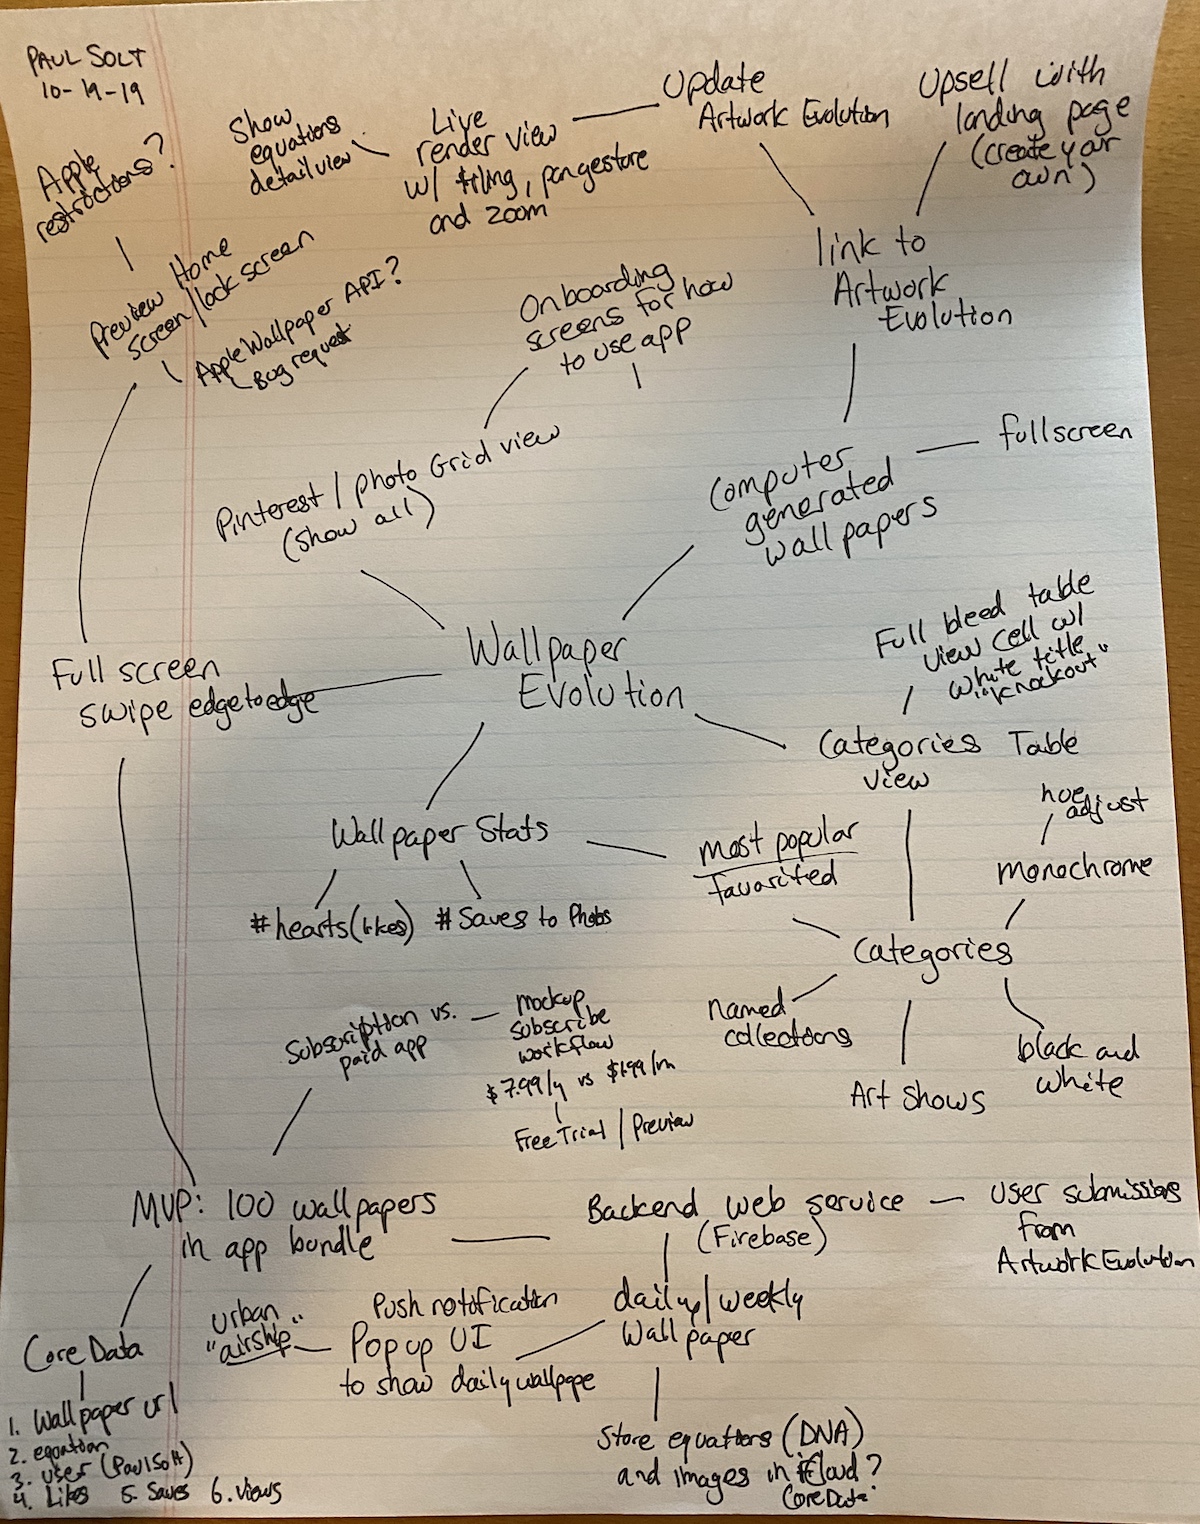 PAUL SOLT
10-19-19
Show
equations
detail view
Live
render view
w/ tiling, pangesture
and zoom
Update
Artwork Evolution
Upsell with
landing page
(create your
own)
Apple
restrictions?
Preview Home
screen/lock screen
Apple Wallpaper API?
Bug request
Onboarding
screens for how
to use app
link to
Artwork
Evolution
Pinterest / photo Grid view
(show all)
Computer
generated
wallpapers
fullscreen
Full screen
swipe edge to edge
Wallpaper
Evolution
Full bleed table
view cell w/
white title
"knockout"
Categories Table
view
Wallpaper Stats
# hearts (likes)
# Saves to Photos
most popular
favorited
hue
adjust
monochrome
Categories
named
collections
Art Shows
black and
white
Subscription vs.
paid app
mockup
subscribe
workflow
$7.99/y vs $1.99/m
Free Trial / Preview
MVP: 100 wallpapers
in app bundle
Backend web service
(Firebase)
User submissions
from
Artwork Evolution
Core Data
1. Wallpaper url
2. equation
3. user (Paul Solt)
4. Likes 5. Saves 6. Views
urban
"airship"
Push notification
Pop up UI
to show daily wallpape
daily/weekly
Wallpaper
Store equations (DNA)
and images in Cloud?
CoreData?